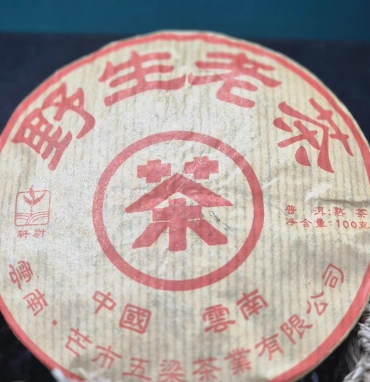 野生老茶
茶
普洱:熟茶
净含量:100克
中國 雲南
雲南·芒市五梁茶業有限公司